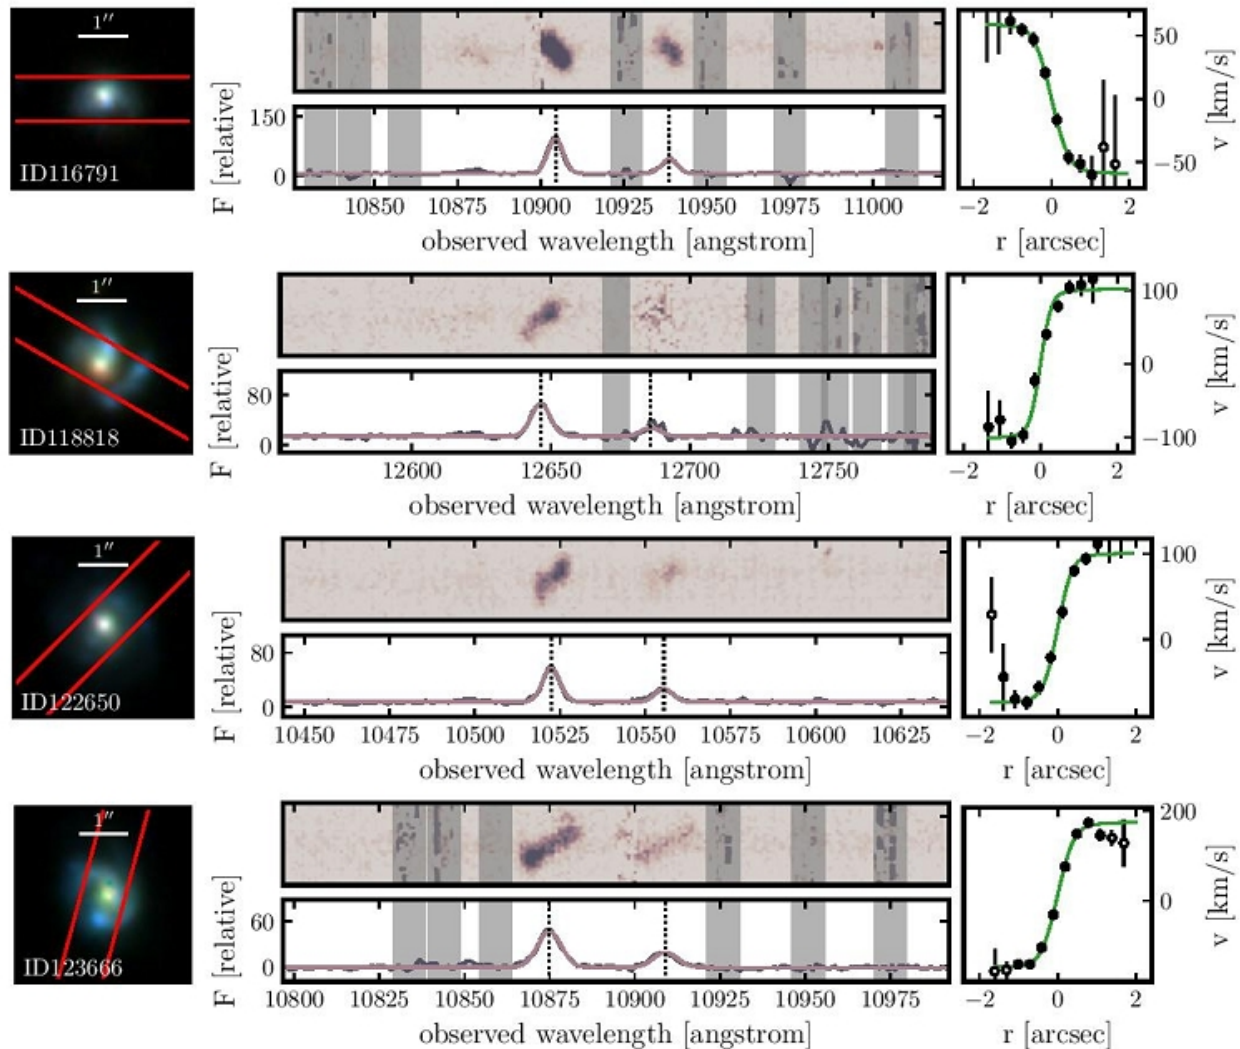 1″
ID116791
F [relative]
150
0
10850 10875 10900 10925 10950 10975 11000
observed wavelength [angstrom]
50
0
−50
v [km/s]
−2 0 2
r [arcsec]
1″
ID118818
F [relative]
80
0
12600 12650 12700 12750
observed wavelength [angstrom]
100
0
−100
v [km/s]
−2 0 2
r [arcsec]
1″
ID122650
F [relative]
80
0
10450 10475 10500 10525 10550 10575 10600 10625
observed wavelength [angstrom]
100
0
v [km/s]
−2 0 2
r [arcsec]
1″
ID123666
F [relative]
60
0
10800 10825 10850 10875 10900 10925 10950 10975
observed wavelength [angstrom]
200
0
v [km/s]
−2 0 2
r [arcsec]